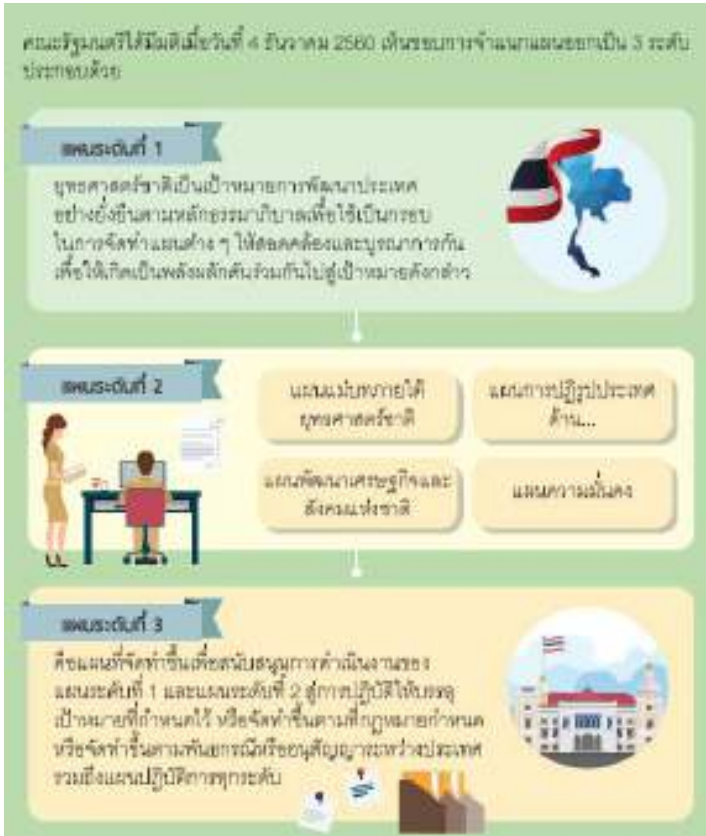 คณะรัฐมนตรีได้มีมติเมื่อวันที่ 4 ธันวาคม 2560 เห็นชอบการจำแนกแผนออกเป็น 3 ระดับ
ประกอบด้วย
แผนระดับที่ 1
ยุทธศาสตร์ชาติเป็นเป้าหมายการพัฒนาประเทศ
อย่างยั่งยืนตามหลักธรรมาภิบาลเพื่อใช้เป็นกรอบ
ในการจัดทำแผนต่าง ๆ ให้สอดคล้องและบูรณาการกัน
เพื่อให้เกิดเป็นพลังผลักดันร่วมกันไปสู่เป้าหมายดังกล่าว
แผนระดับที่ 2
แผนแม่บทภายใต้
ยุทธศาสตร์ชาติ
แผนการปฏิรูปประเทศ
ด้าน...
แผนพัฒนาเศรษฐกิจและ
สังคมแห่งชาติ
แผนความมั่นคง
แผนระดับที่ 3
คือแผนที่จัดทำขึ้นเพื่อสนับสนุนการดำเนินงานของ
แผนระดับที่ 1 และแผนระดับที่ 2 สู่การปฏิบัติให้บรรลุ
เป้าหมายที่กำหนดไว้ หรือจัดทำขึ้นตามที่กฎหมายกำหนด
หรือจัดทำขึ้นตามพันธกรณีหรืออนุสัญญาระหว่างประเทศ
รวมถึงแผนปฏิบัติการทุกระดับ